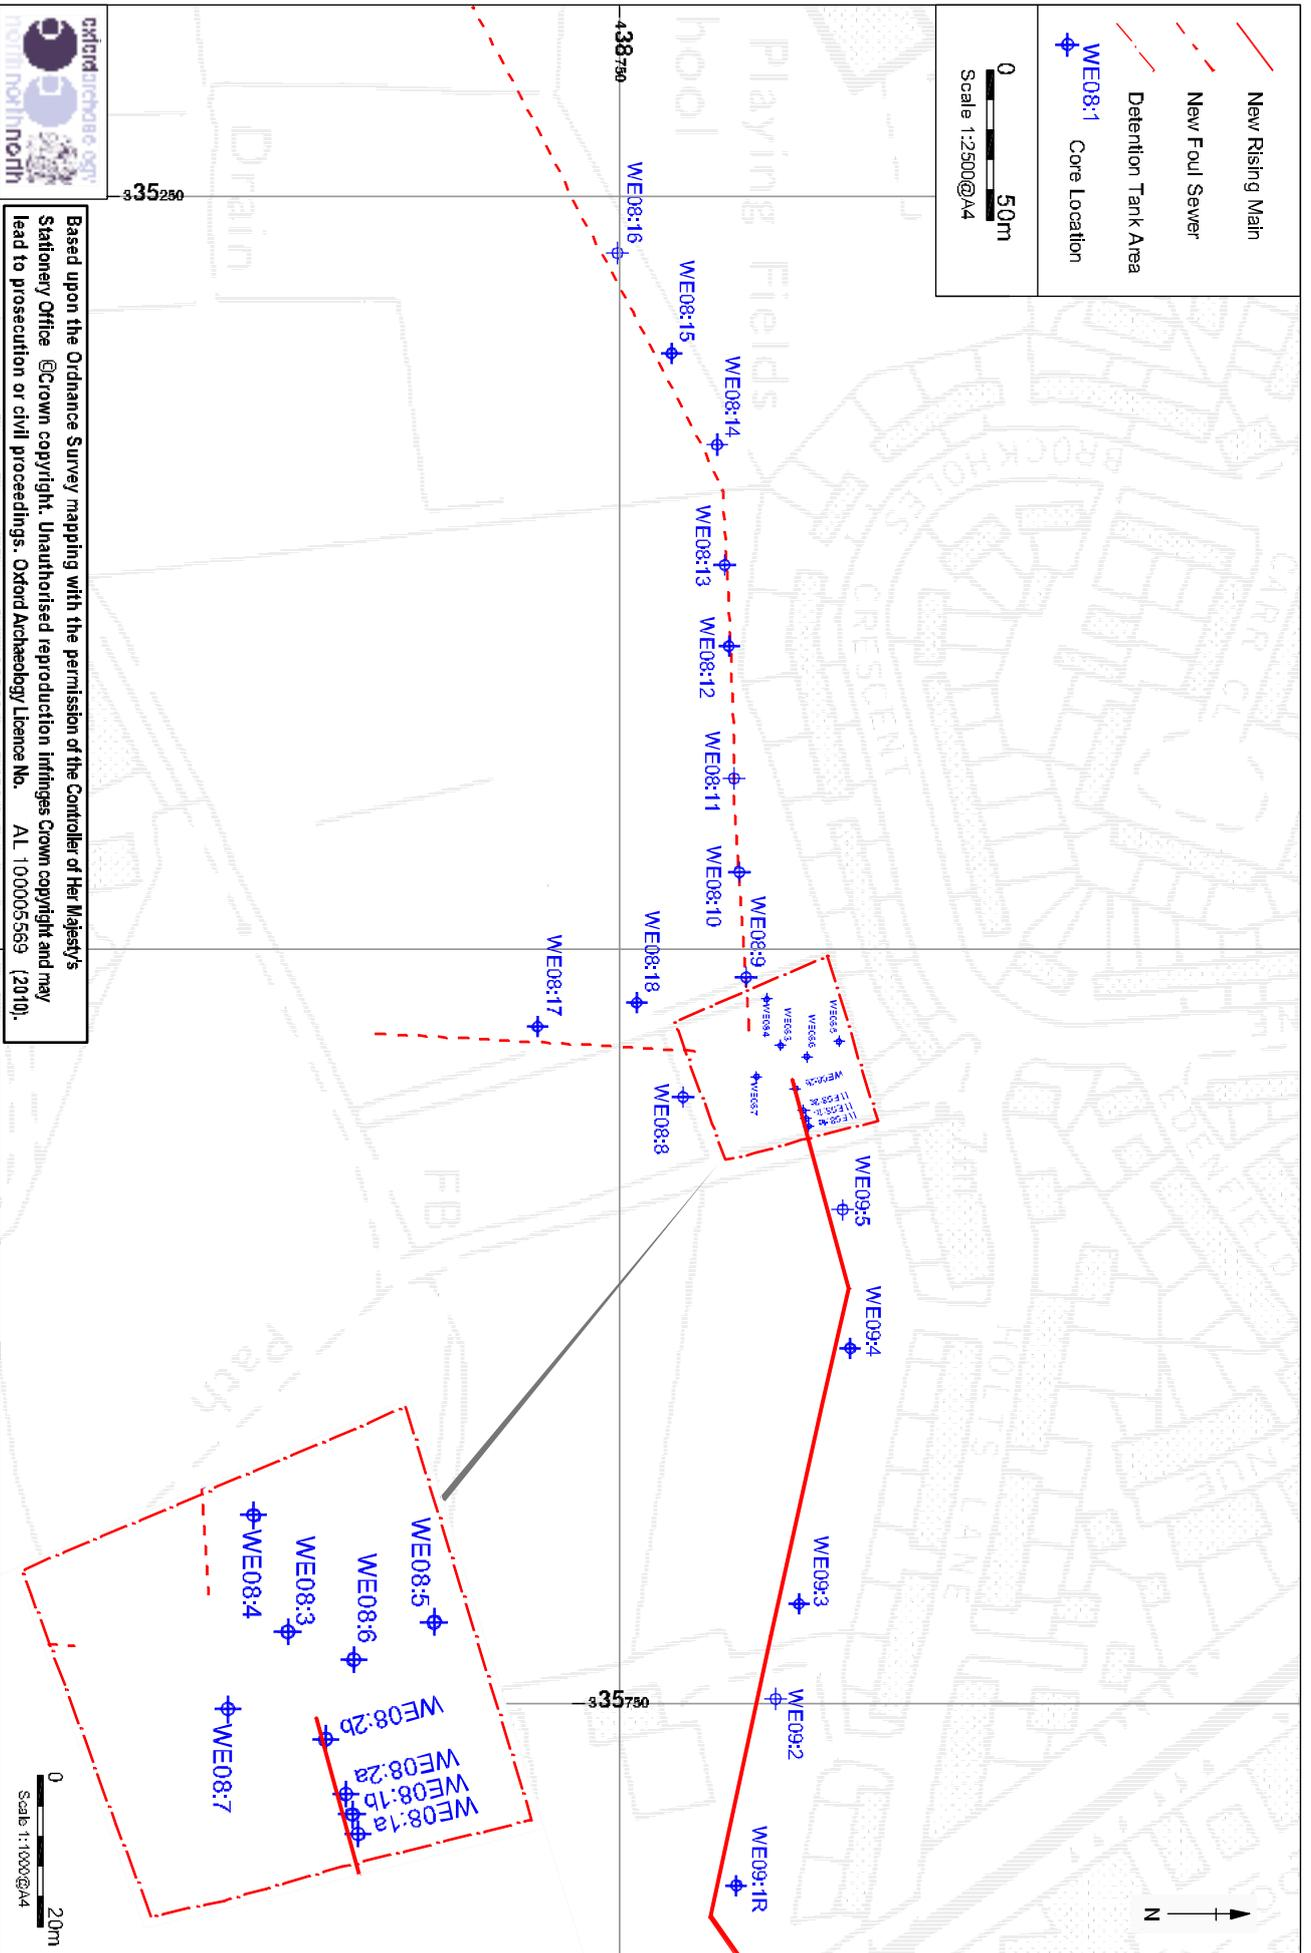 New Rising Main
New Foul Sewer
Detention Tank Area
WE08:1 Core Location
0 50m
Scale 1:2500@A4
438750
335250
335750
Playing Fields
hool
Drain
BROCKHOLES
CRESCENT
LANE
FB
Path
WE08:16
WE08:15
WE08:14
WE08:13
WE08:12
WE08:11
WE08:10
WE08:9
WE08:18
WE08:17
WE08:8
WE09:5
WE09:4
WE09:3
WE09:2
WE09:1R
WE08:5
WE08:6
WE08:3
WE08:4
WE08:7
WE08:2b
WE08:2a
WE08:1b
WE08:1a
0 20m
Scale 1:1000@A4
N
oxfordarchaeology
northnorthnorth
Based upon the Ordnance Survey mapping with the permission of the Controller of Her Majesty's
Stationery Office ©Crown copyright. Unauthorised reproduction infringes Crown copyright and may
lead to prosecution or civil proceedings. Oxford Archaeology Licence No. AL 100005569 (2010).